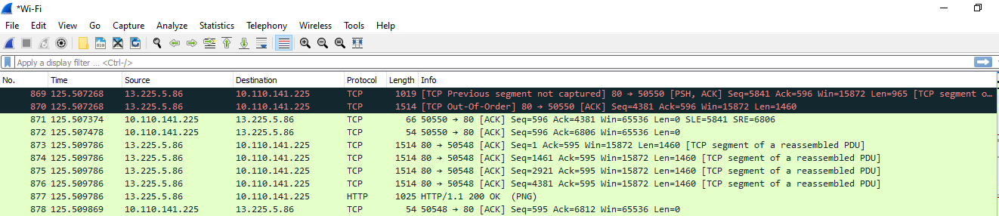 *Wi-Fi
File Edit View Go Capture Analyze Statistics Telephony Wireless Tools Help
Apply a display filter ... <Ctrl-/>
No. Time Source Destination Protocol Length Info
869 125.507268 13.225.5.86 10.110.141.225 TCP 1019 [TCP Previous segment not captured] 80 → 50550 [PSH, ACK] Seq=5841 Ack=596 Win=15872 Len=965 [TCP segment o…
870 125.507268 13.225.5.86 10.110.141.225 TCP 1514 [TCP Out-Of-Order] 80 → 50550 [ACK] Seq=4381 Ack=596 Win=15872 Len=1460
871 125.507374 10.110.141.225 13.225.5.86 TCP 66 50550 → 80 [ACK] Seq=596 Ack=4381 Win=65536 Len=0 SLE=5841 SRE=6806
872 125.507478 10.110.141.225 13.225.5.86 TCP 54 50550 → 80 [ACK] Seq=596 Ack=6806 Win=65536 Len=0
873 125.509786 13.225.5.86 10.110.141.225 TCP 1514 80 → 50548 [ACK] Seq=1 Ack=595 Win=15872 Len=1460 [TCP segment of a reassembled PDU]
874 125.509786 13.225.5.86 10.110.141.225 TCP 1514 80 → 50548 [ACK] Seq=1461 Ack=595 Win=15872 Len=1460 [TCP segment of a reassembled PDU]
875 125.509786 13.225.5.86 10.110.141.225 TCP 1514 80 → 50548 [ACK] Seq=2921 Ack=595 Win=15872 Len=1460 [TCP segment of a reassembled PDU]
876 125.509786 13.225.5.86 10.110.141.225 TCP 1514 80 → 50548 [ACK] Seq=4381 Ack=595 Win=15872 Len=1460 [TCP segment of a reassembled PDU]
877 125.509786 13.225.5.86 10.110.141.225 HTTP 1025 HTTP/1.1 200 OK (PNG)
878 125.509869 10.110.141.225 13.225.5.86 TCP 54 50548 → 80 [ACK] Seq=595 Ack=6812 Win=65536 Len=0